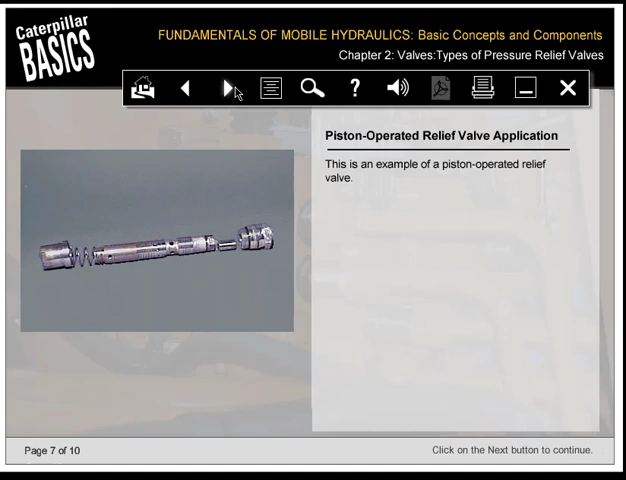 Caterpillar
BASICS
FUNDAMENTALS OF MOBILE HYDRAULICS: Basic Concepts and Components
Chapter 2: Valves:Types of Pressure Relief Valves
?
Piston-Operated Relief Valve Application
This is an example of a piston-operated relief
valve.
Page 7 of 10
Click on the Next button to continue.